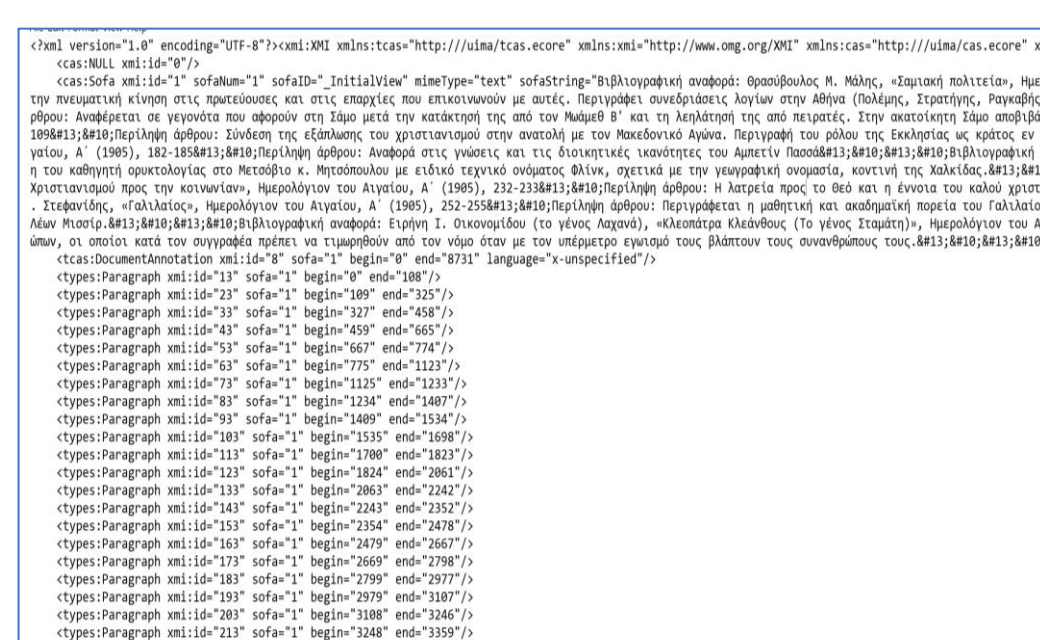 <?xml version="1.0" encoding="UTF-8"?><xmi:XMI xmlns:tcas="http:///uima/tcas.ecore" xmlns:xmi="http://www.omg.org/XMI" xmlns:cas="http:///uima/cas.ecore" x
<cas:NULL xmi:id="0"/>
<cas:Sofa xmi:id="1" sofaNum="1" sofaID="_InitialView" mimeType="text" sofaString="Βιβλιογραφική αναφορά: Θρασύβουλος Μ. Μάλης, «Σαμιακή πολιτεία», Ημε
την πνευματική κίνηση στις πρωτεύουσες και στις επαρχίες που επικοινωνούν με αυτές. Περιγράφει συνεδριάσεις λογίων στην Αθήνα (Πολέμης, Στρατήγης, Ραγκαβής
ρθρου: Αναφέρεται σε γεγονότα που αφορούν στη Σάμο μετά την κατάκτησή της από τον Μωάμεθ Β' και τη λεηλάτησή της από πειρατές. Στην ακατοίκητη Σάμο αποβιβά
109&#13;&#10;Περίληψη άρθρου: Σύνδεση της εξάπλωσης του χριστιανισμού στην ανατολή με τον Μακεδονικό Αγώνα. Περιγραφή του ρόλου της Εκκλησίας ως κράτος εν
γαίου, Α΄ (1905), 182-185&#13;&#10;Περίληψη άρθρου: Αναφορά στις γνώσεις και τις διοικητικές ικανότητες του Αμπετίν Πασσά&#13;&#10;&#13;&#10;Βιβλιογραφική
η του καθηγητή ορυκτολογίας στο Μετσόβιο κ. Μητσόπουλου με ειδικό τεχνικό ονόματος Φλίνκ, σχετικά με την γεωγραφική ονομασία, κοντινή της Χαλκίδας.&#13;&#1
Χριστιανισμού προς την κοινωνίαν», Ημερολόγιον του Αιγαίου, Α΄ (1905), 232-233&#13;&#10;Περίληψη άρθρου: Η λατρεία προς το Θεό και η έννοια του καλού χριστ
. Στεφανίδης, «Γαλιλαίος», Ημερολόγιον του Αιγαίου, Α΄ (1905), 252-255&#13;&#10;Περίληψη άρθρου: Περιγράφεται η μαθητική και ακαδημαϊκή πορεία του Γαλιλαίο
Λέων Μισσίρ.&#13;&#10;&#13;&#10;Βιβλιογραφική αναφορά: Ειρήνη Ι. Οικονομίδου (το γένος Λαχανά), «Κλεοπάτρα Κλεάνθους (Το γένος Σταμάτη)», Ημερολόγιον του Α
ώπων, οι οποίοι κατά τον συγγραφέα πρέπει να τιμωρηθούν από τον νόμο όταν με τον υπέρμετρο εγωισμό τους βλάπτουν τους συνανθρώπους τους.&#13;&#10;&#13;&#10
<tcas:DocumentAnnotation xmi:id="8" sofa="1" begin="0" end="8731" language="x-unspecified"/>
<types:Paragraph xmi:id="13" sofa="1" begin="0" end="108"/>
<types:Paragraph xmi:id="23" sofa="1" begin="109" end="325"/>
<types:Paragraph xmi:id="33" sofa="1" begin="327" end="458"/>
<types:Paragraph xmi:id="43" sofa="1" begin="459" end="665"/>
<types:Paragraph xmi:id="53" sofa="1" begin="667" end="774"/>
<types:Paragraph xmi:id="63" sofa="1" begin="775" end="1123"/>
<types:Paragraph xmi:id="73" sofa="1" begin="1125" end="1233"/>
<types:Paragraph xmi:id="83" sofa="1" begin="1234" end="1407"/>
<types:Paragraph xmi:id="93" sofa="1" begin="1409" end="1534"/>
<types:Paragraph xmi:id="103" sofa="1" begin="1535" end="1698"/>
<types:Paragraph xmi:id="113" sofa="1" begin="1700" end="1823"/>
<types:Paragraph xmi:id="123" sofa="1" begin="1824" end="2061"/>
<types:Paragraph xmi:id="133" sofa="1" begin="2063" end="2242"/>
<types:Paragraph xmi:id="143" sofa="1" begin="2243" end="2352"/>
<types:Paragraph xmi:id="153" sofa="1" begin="2354" end="2478"/>
<types:Paragraph xmi:id="163" sofa="1" begin="2479" end="2667"/>
<types:Paragraph xmi:id="173" sofa="1" begin="2669" end="2798"/>
<types:Paragraph xmi:id="183" sofa="1" begin="2799" end="2977"/>
<types:Paragraph xmi:id="193" sofa="1" begin="2979" end="3107"/>
<types:Paragraph xmi:id="203" sofa="1" begin="3108" end="3246"/>
<types:Paragraph xmi:id="213" sofa="1" begin="3248" end="3359"/>